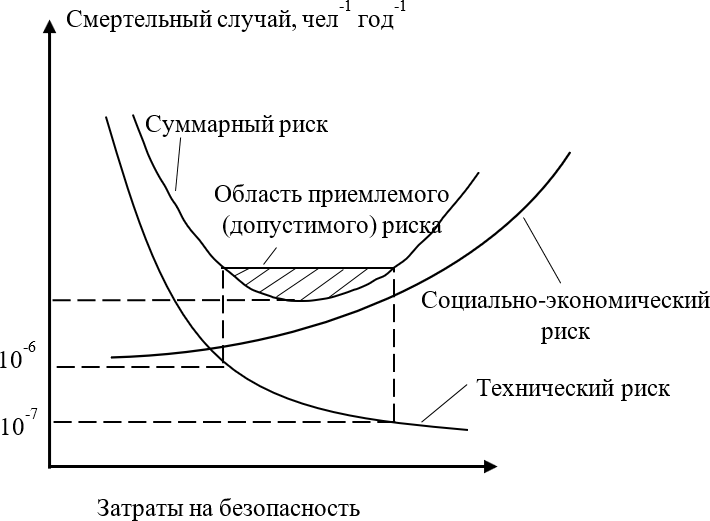 Смертельный случай, чел⁻¹ год⁻¹
Суммарный риск
Область приемлемого
(допустимого) риска
Социально-экономический
риск
10⁻⁶
Технический риск
10⁻⁷
Затраты на безопасность